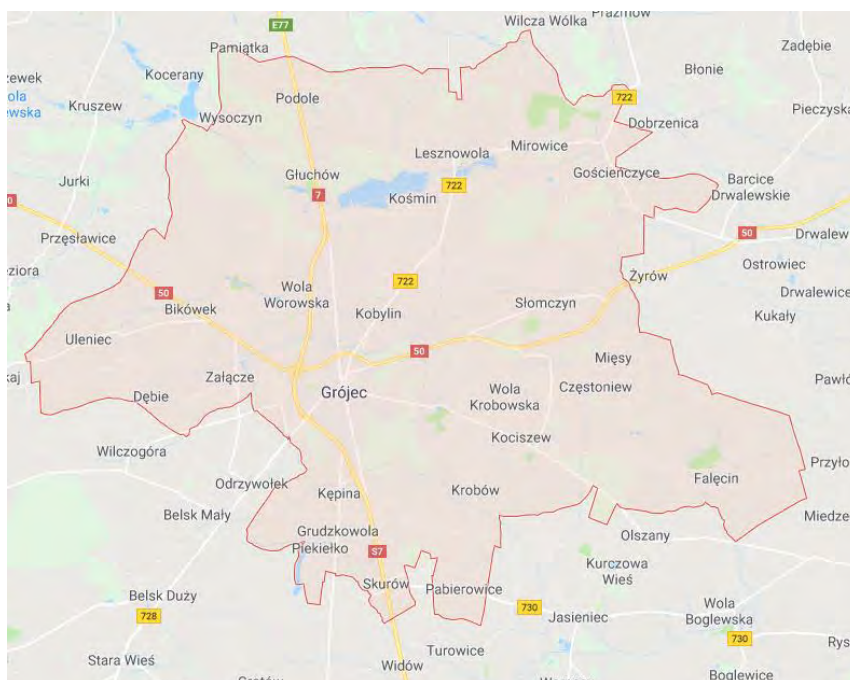 Wilcza Wólka
Prażmów
E77
Pamiątka
Zadębie
Kocerany
Błonie
Kruszew
Podole
722
Pieczyska
Wysoczyn
Dobrzenica
Lesznowola
Mirowice
Głuchów
Gościeńczyce
Jurki
722
Barcice
Drwalewskie
7
Kośmin
50
Przęsławice
Drwalew
Ostrowiec
Żyrów
722
Wola
Worowska
50
Słomczyn
Drwalewice
Bikówek
Kobylin
Kukały
Uleniec
50
Mięsy
Załącze
Grójec
Wola
Krobowska
Częstoniew
Dębie
Kociszew
Wilczogóra
Odrzywołek
Kępina
Krobów
Falęcin
Belsk Mały
Grudzkowola
Piekiełko
Olszany
S7
Kurczowa
Wieś
Skurów
Pabierowice
Belsk Duży
730
Jasieniec
Wola
Boglewska
728
730
Turowice
Stara Wieś
Widów
Boglewice